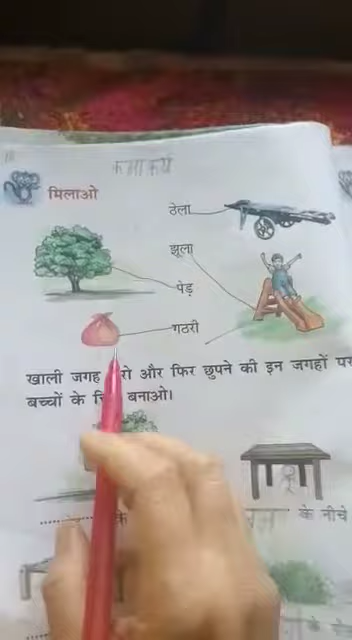 मिलाओ
ठेला
झूला
पेड़
गठरी
खाली जगह रो और फिर छुपने की इन जगहों पर
बच्चों के बनाओ।
के नीचे